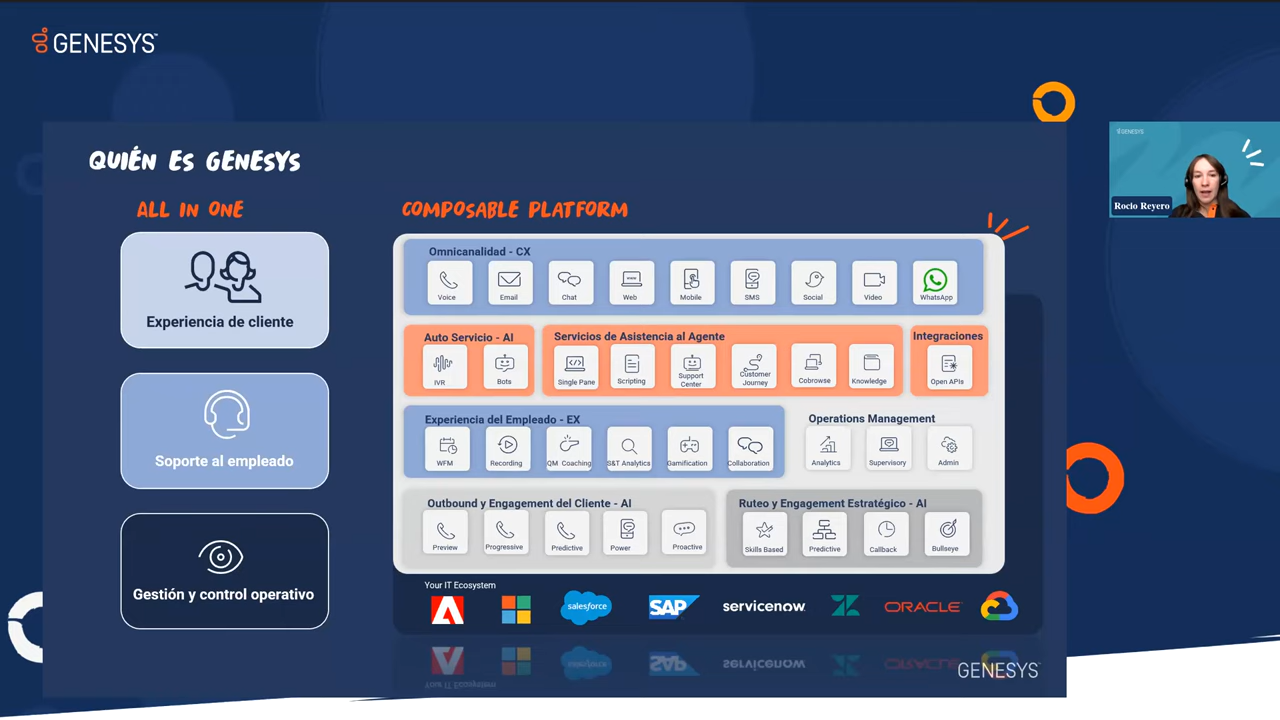 GENESYS™
GENESYS
Rocio Reyero
QUIÉN ES GENESYS
ALL IN ONE
Experiencia de cliente
Soporte al empleado
Gestión y control operativo
COMPOSABLE PLATFORM
Omnicanalidad - CX
Voice Email Chat Web Mobile SMS Social Video WhatsApp
Auto Servicio - AI
IVR Bots
Servicios de Asistencia al Agente
Single Pane Scripting Support Center Customer Journey Cobrowse Knowledge
Integraciones
Open APIs
Experiencia del Empleado - EX
WFM Recording QM Coaching S&T Analytics Gamification Collaboration
Operations Management
Analytics Supervisory Admin
Outbound y Engagement del Cliente - AI
Preview Progressive Predictive Power Proactive
Ruteo y Engagement Estratégico - AI
Skills Based Predictive Callback Bullseye
Your IT Ecosystem
salesforce SAP servicenow ORACLE
GENESYS™